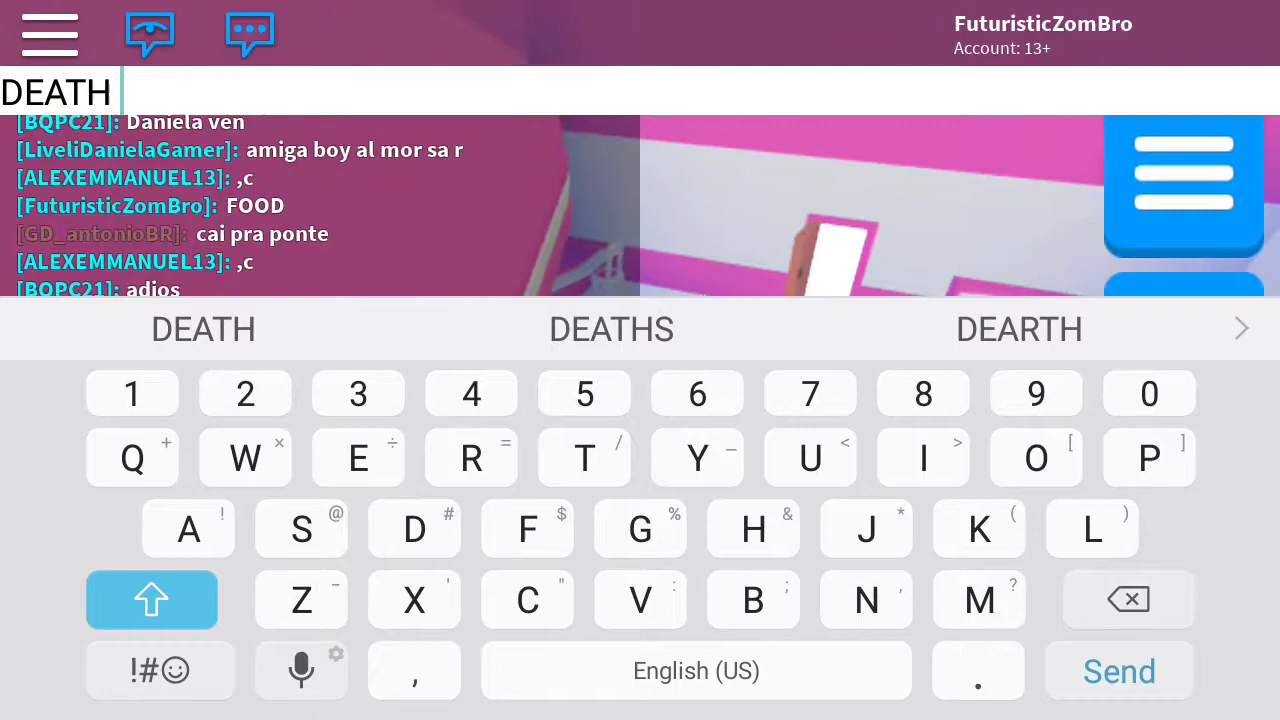 FuturisticZomBro
Account: 13+
DEATH
[BQPC21]: Daniela ven
[LiveliDanielaGamer]: amiga boy al mor sa r
[ALEXEMMANUEL13]: ,c
[FuturisticZomBro]: FOOD
[GD_antonioBR]: cai pra ponte
[ALEXEMMANUEL13]: ,c
[BQPC21]: adios
DEATH DEATHS DEARTH
1 2 3 4 5 6 7 8 9 0
Q + W × E ÷ R = T / Y _ U < I > O [ P ]
A ! S @ D # F $ G % H & J * K ( L )
Z - X ' C " V : B ; N , M ?
!#☺ , English (US) . Send